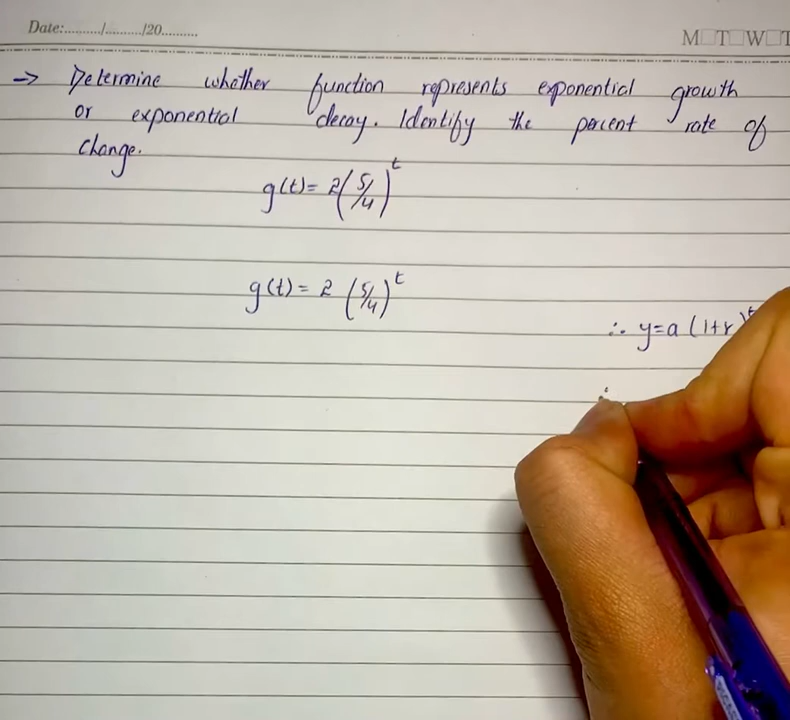 Date:........../........../20..........
M□T□W□T
→ Determine whether function represents exponential growth
or exponential decay. Identify the percent rate of
change.
g(t) = 2(5/4)^t
g(t) = 2 (5/4)^t
∴ y=a (1+r)^t